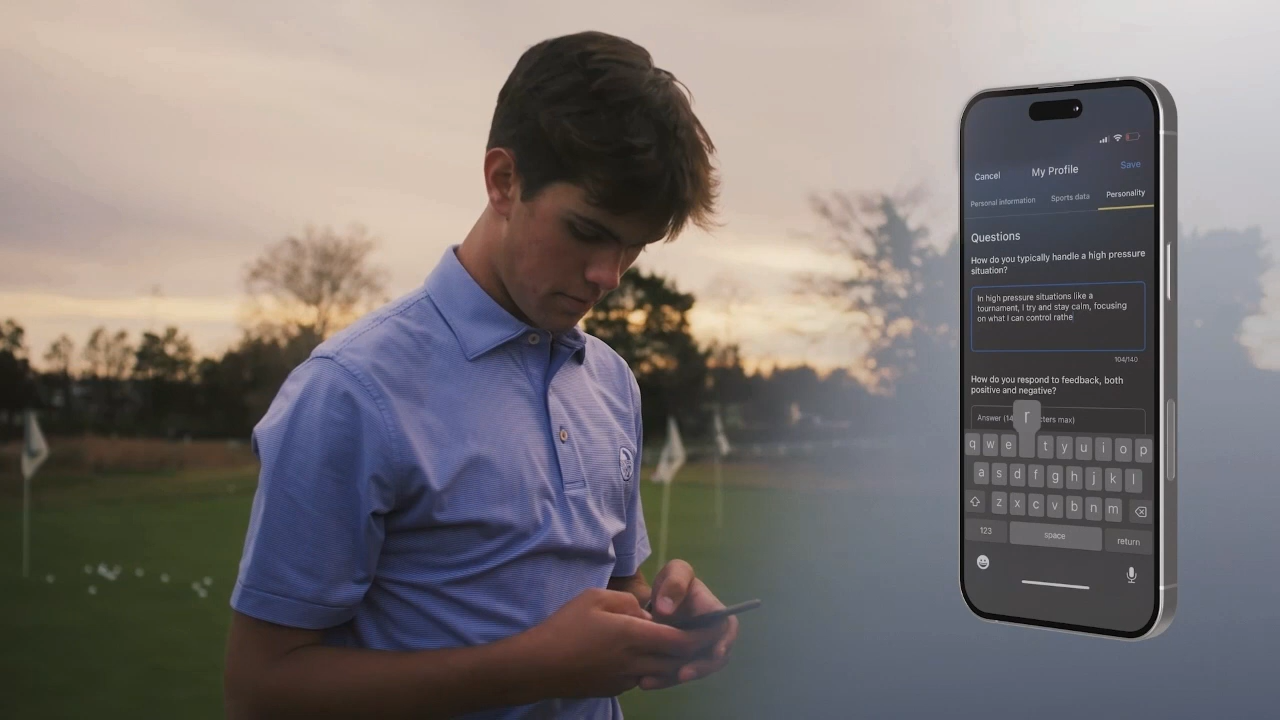 Cancel My Profile Save
Personal information Sports data Personality
Questions
How do you typically handle a high pressure
situation?
In high pressure situations like a
tournament, I try and stay calm, focusing
on what I can control rathe
104/140
How do you respond to feedback, both
positive and negative?
Answer (14 cters max)
r
q w e t y u i o p
a s d f g h j k l
z x c v b n m
123 space return